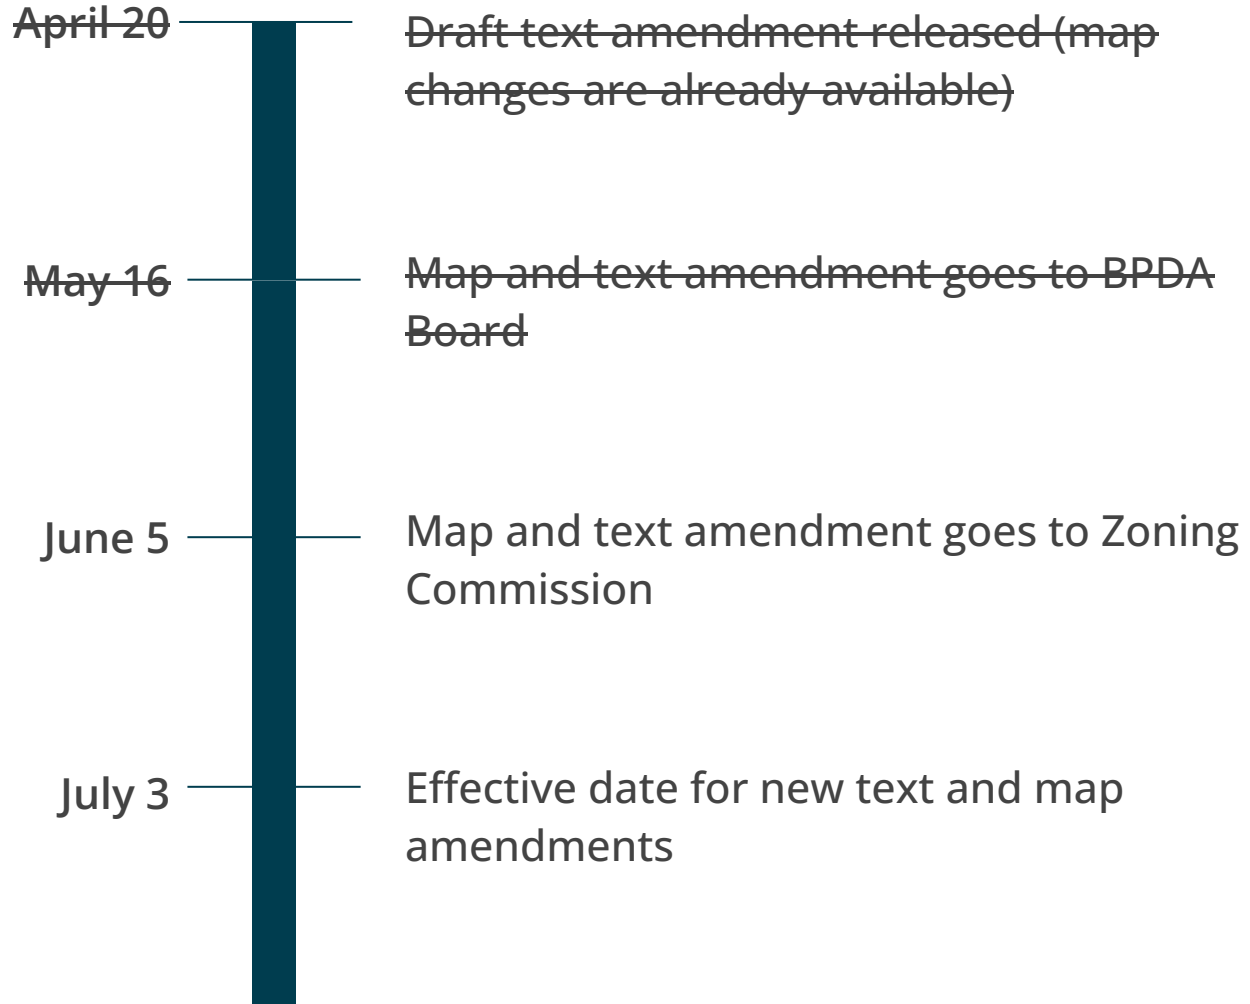 April 20
Draft text amendment released (map
changes are already available)
May 16
Map and text amendment goes to BPDA
Board
June 5
Map and text amendment goes to Zoning
Commission
July 3
Effective date for new text and map
amendments